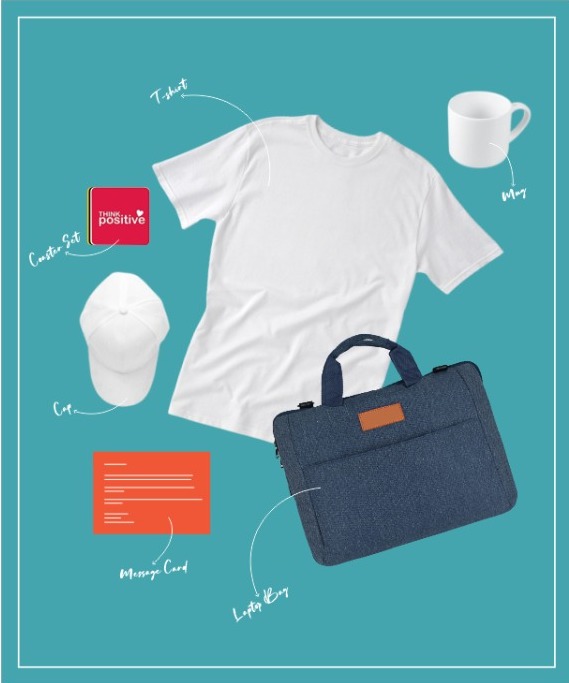 T-shirt
Mug
THINK
positive
Coaster Set
Cap
Message Card
Laptop Bag